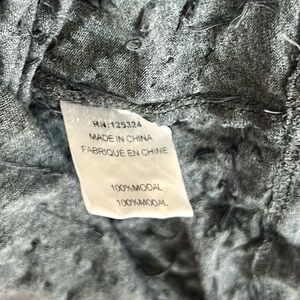 RN:125324
MADE IN CHINA
FABRIQUE EN CHINE
100%MODAL
100%MODAL